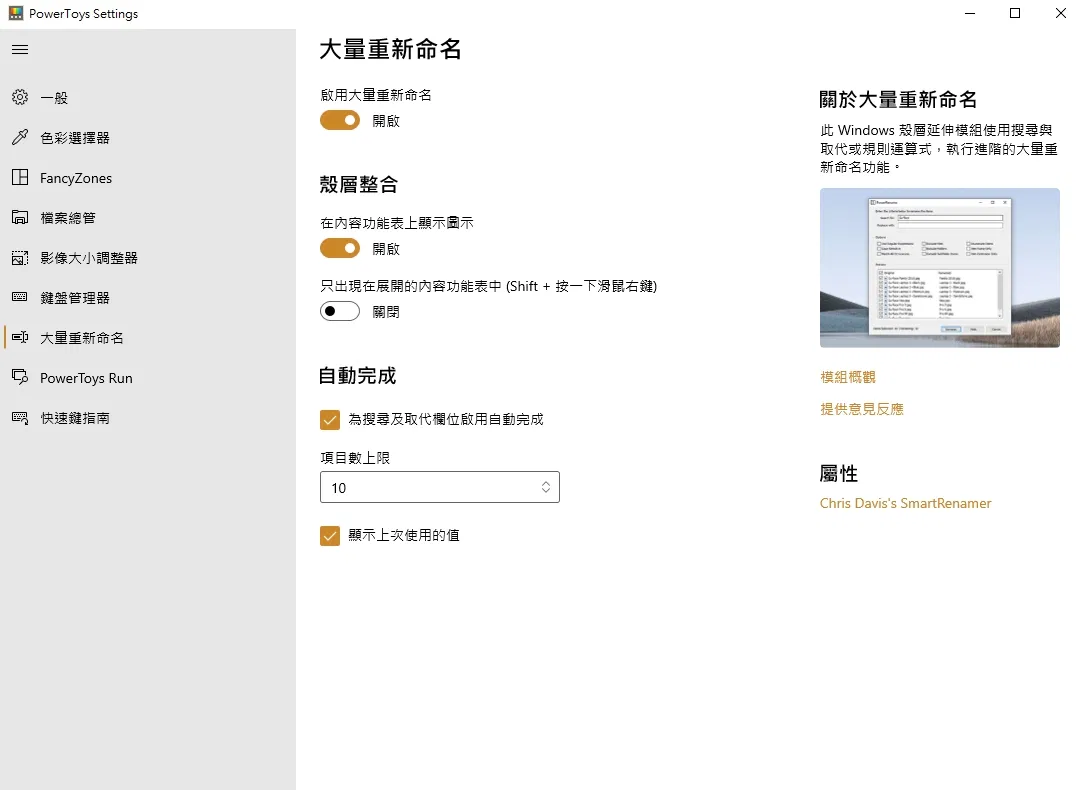 PowerToys Settings
一般
色彩選擇器
FancyZones
檔案總管
影像大小調整器
鍵盤管理器
大量重新命名
PowerToys Run
快速鍵指南
大量重新命名
啟用大量重新命名
開啟
殼層整合
在內容功能表上顯示圖示
開啟
只出現在展開的內容功能表中 (Shift + 按一下滑鼠右鍵)
關閉
自動完成
為搜尋及取代欄位啟用自動完成
項目數上限
10
顯示上次使用的值
關於大量重新命名
此 Windows 殼層延伸模組使用搜尋與
取代或規則運算式，執行進階的大量重
新命名功能。
PowerRename
模組概觀
提供意見反應
屬性
Chris Davis's SmartRenamer